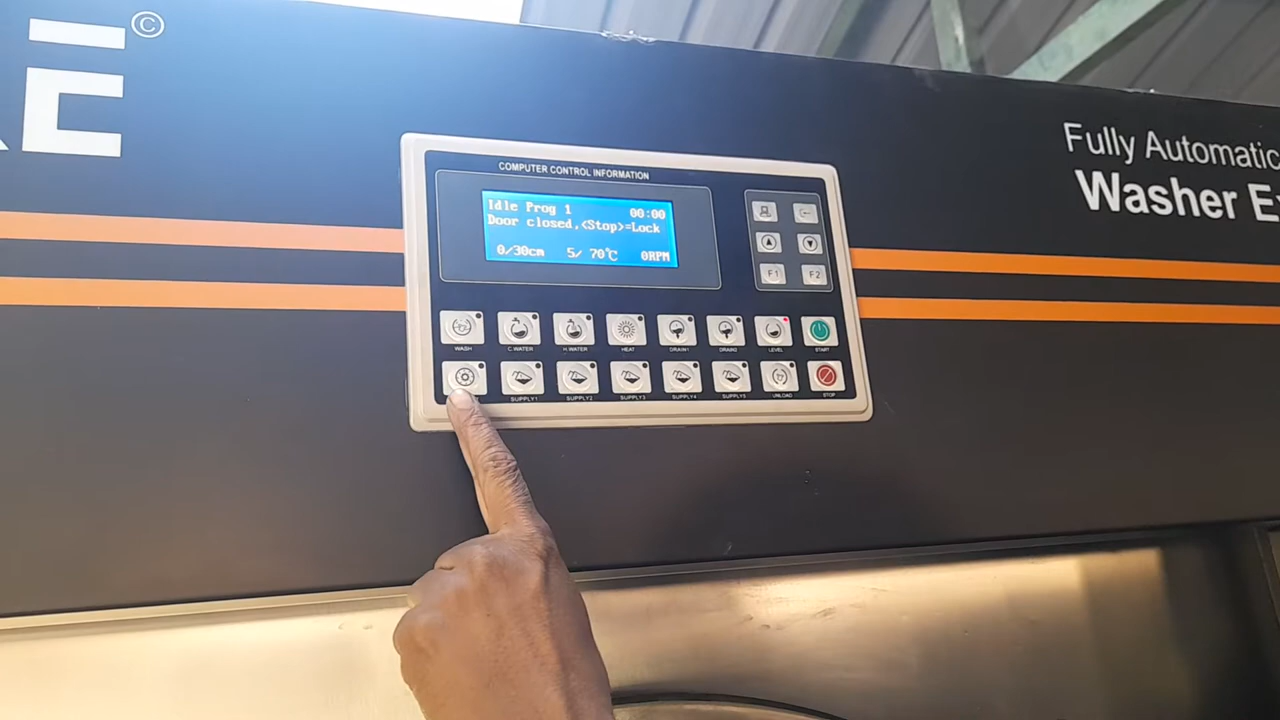 E©
Fully Automatic
Washer Ex
COMPUTER CONTROL INFORMATION
Idle Prog 1 00:00
Door closed,<Stop>=Lock
0/30cm 5/ 70℃ 0RPM
F1 F2
WASH C.WATER H.WATER HEAT DRAIN1 DRAIN2 LEVEL START
SUPPLY1 SUPPLY2 SUPPLY3 SUPPLY4 SUPPLY5 UNLOAD STOP